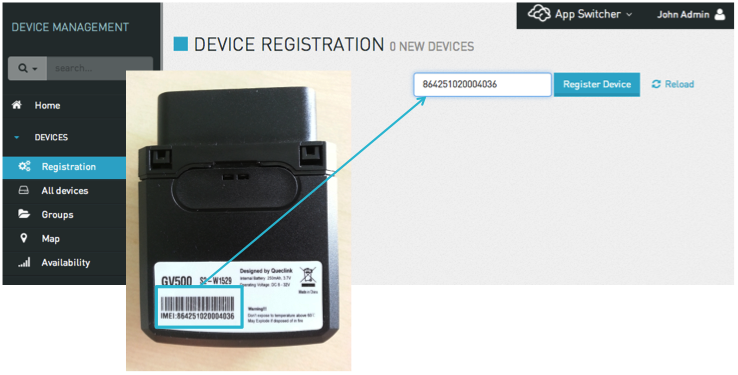 DEVICE MANAGEMENT
App Switcher
John Admin
DEVICE REGISTRATION 0 NEW DEVICES
search...
864251020004036
Register Device
Reload
Home
DEVICES
Registration
All devices
Groups
Map
Availability
GV500 S2-W1529
IMEI:864251020004036
Designed by Queclink
Internal Battery: 250mAh, 3.7V
Operating Voltage: DC 8 - 32V
Made in China
Warning!!!
Don't expose to temperature above 60℃
May Explode if disposed of in fire